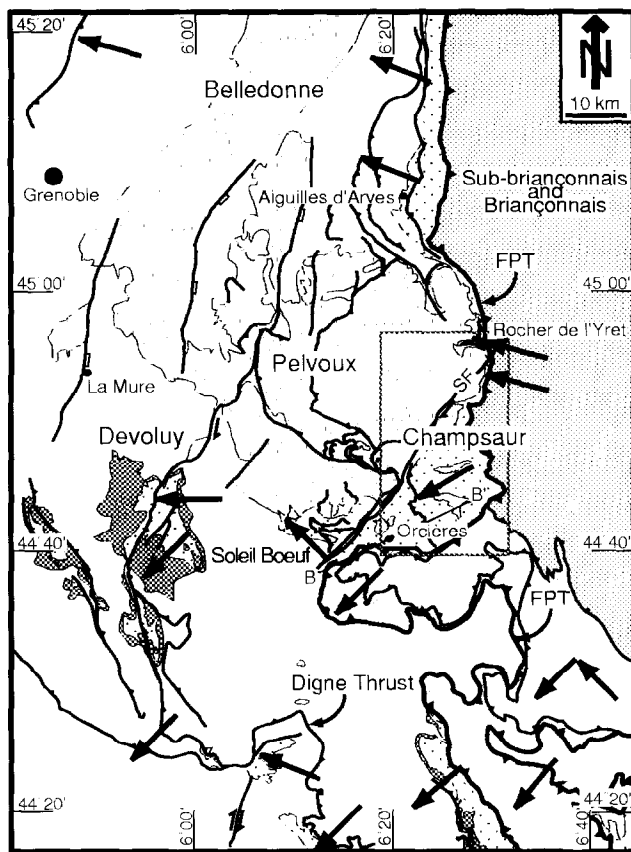 45°20'
6°00'
6°20'
N
10 km
Belledonne
Grenoble
Aiguilles d'Arves
Sub-briançonnais
and
Briançonnais
FPT
45°00'
45°00'
Rocher de l'Yret
Pelvoux
SF
La Mure
Devoluy
Champsaur
B'
Orcières
44°40'
Soleil Boeuf
44°40'
B
FPT
Digne Thrust
44°20'
44°20'
6°00'
6°20'
6°40'